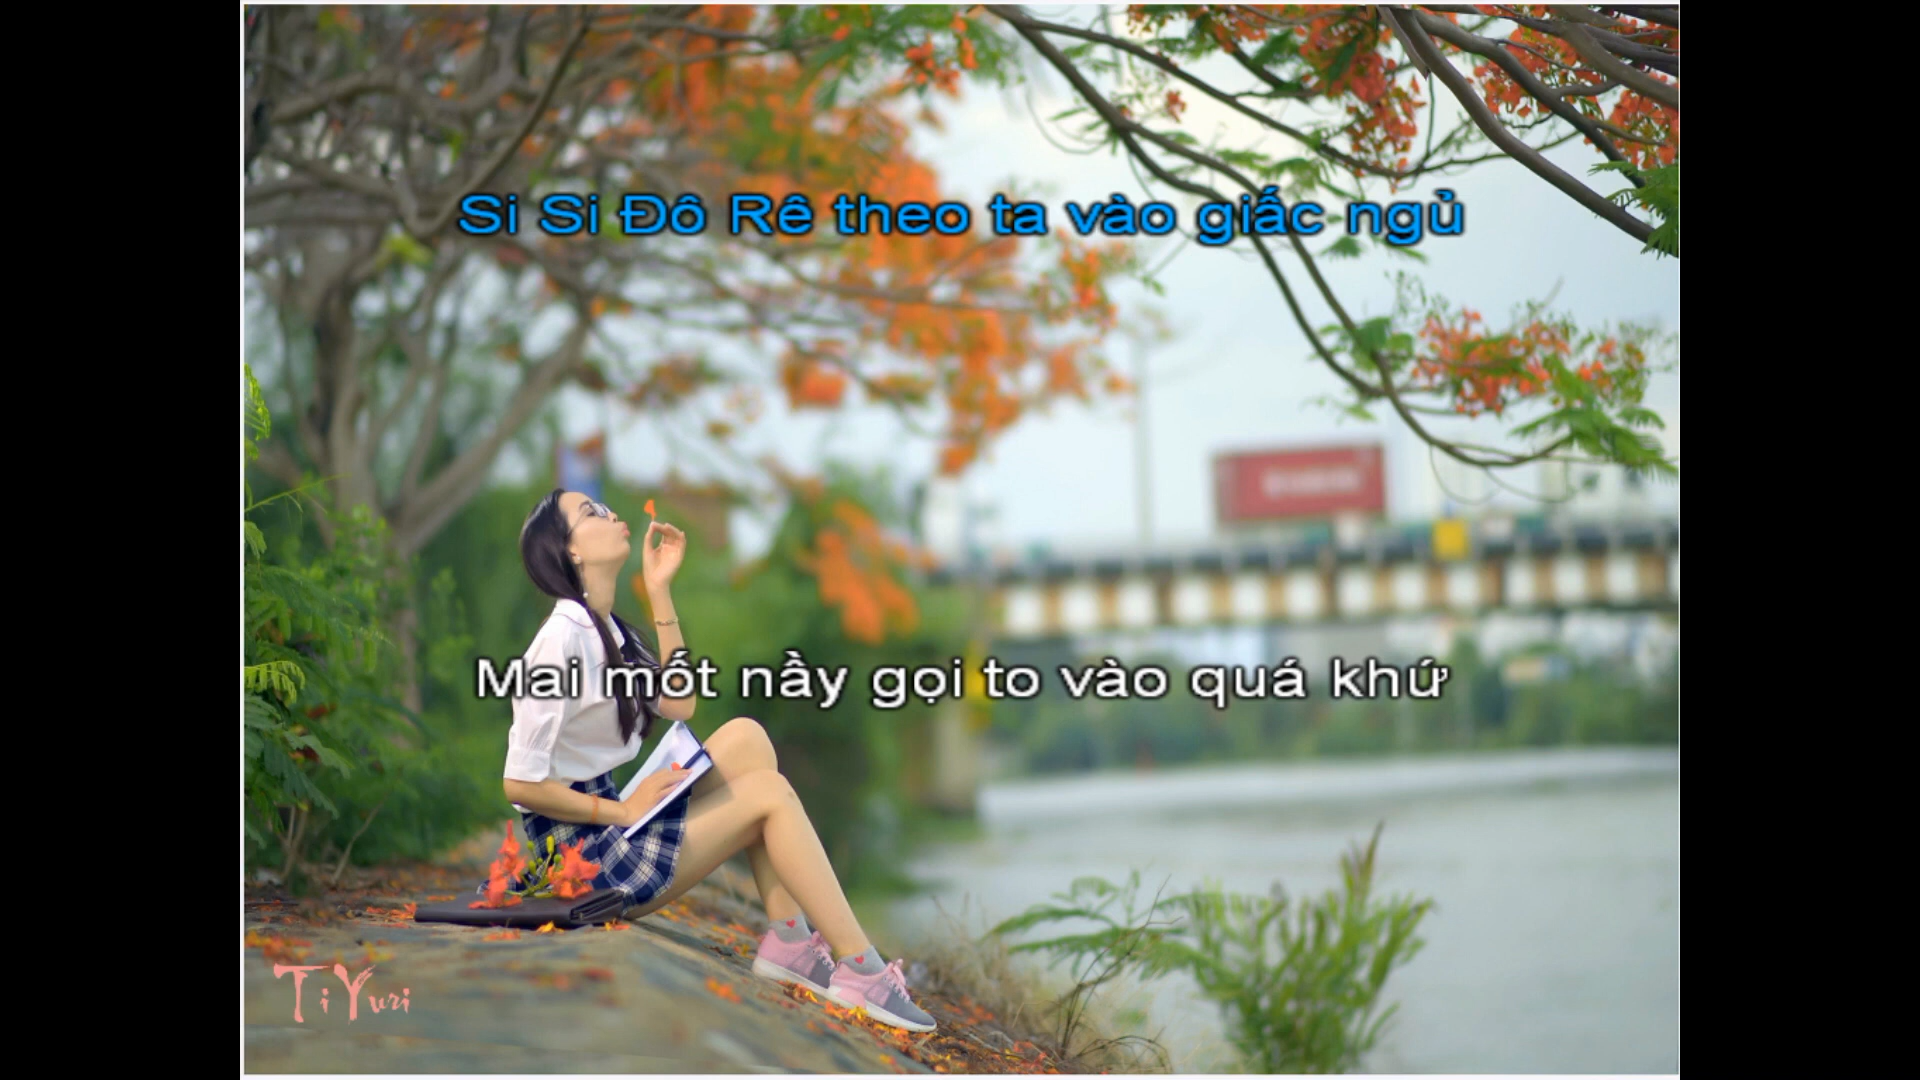 Si Si Đô Rê theo ta vào giấc ngủ
Mai mốt nầy gọi to vào quá khứ
TiYuri